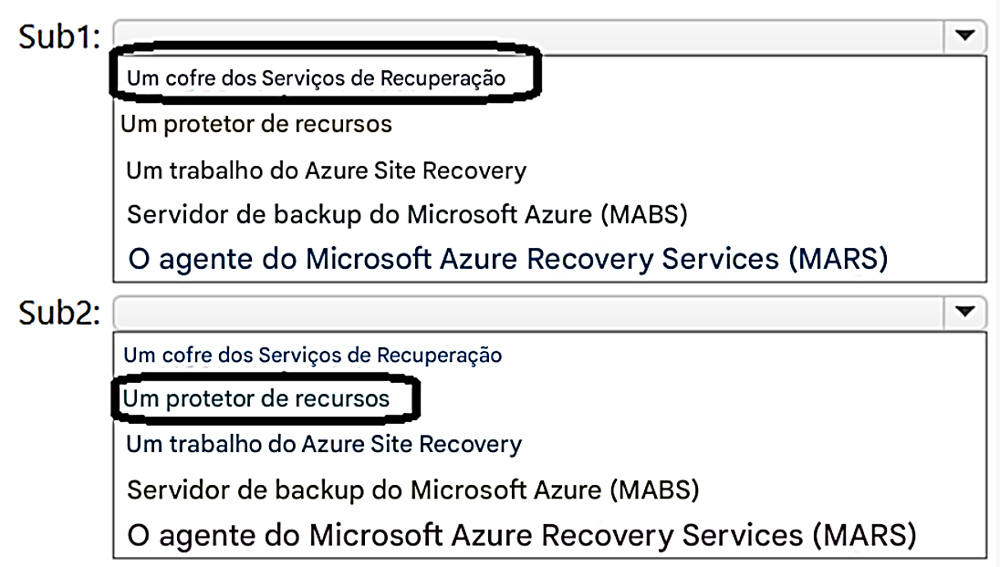 Sub1:
Um cofre dos Serviços de Recuperação
Um protetor de recursos
Um trabalho do Azure Site Recovery
Servidor de backup do Microsoft Azure (MABS)
O agente do Microsoft Azure Recovery Services (MARS)
Sub2:
Um cofre dos Serviços de Recuperação
Um protetor de recursos
Um trabalho do Azure Site Recovery
Servidor de backup do Microsoft Azure (MABS)
O agente do Microsoft Azure Recovery Services (MARS)